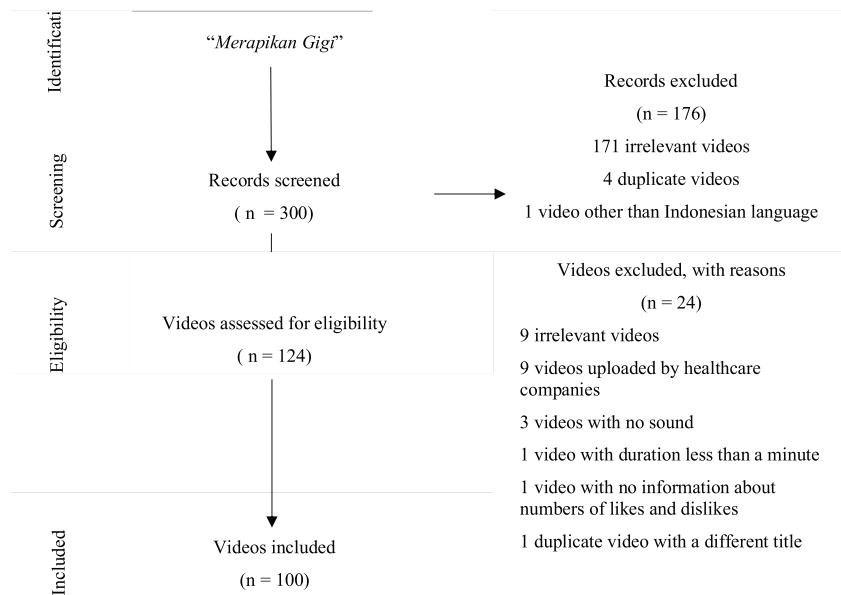 Identificati
“Merapikan Gigi”
Screening
Records screened
( n = 300)
Records excluded
(n = 176)
171 irrelevant videos
4 duplicate videos
1 video other than Indonesian language
Eligibility
Videos assessed for eligibility
( n = 124)
Videos excluded, with reasons
(n = 24)
9 irrelevant videos
9 videos uploaded by healthcare
companies
3 videos with no sound
1 video with duration less than a minute
1 video with no information about
numbers of likes and dislikes
1 duplicate video with a different title
Included
Videos included
(n = 100)